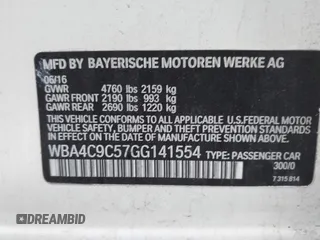 MFD BY BAYERISCHE MOTOREN WERKE AG
06/16
GVWR 4760 lbs 2159 kg
GAWR FRONT 2190 lbs 993 kg
GAWR REAR 2690 lbs 1220 kg
THIS VEHICLE CONFORMS TO ALL APPLICABLE U.S.FEDERAL MOTOR
VEHICLE SAFETY, BUMPER, AND THEFT PREVENTION STANDARDS
IN EFFECT ON THE DATE OF MANUFACTURE SHOWN ABOVE.
WBA4C9C57GG141554 TYPE: PASSENGER CAR
300/0
7 315 814
DREAMBID